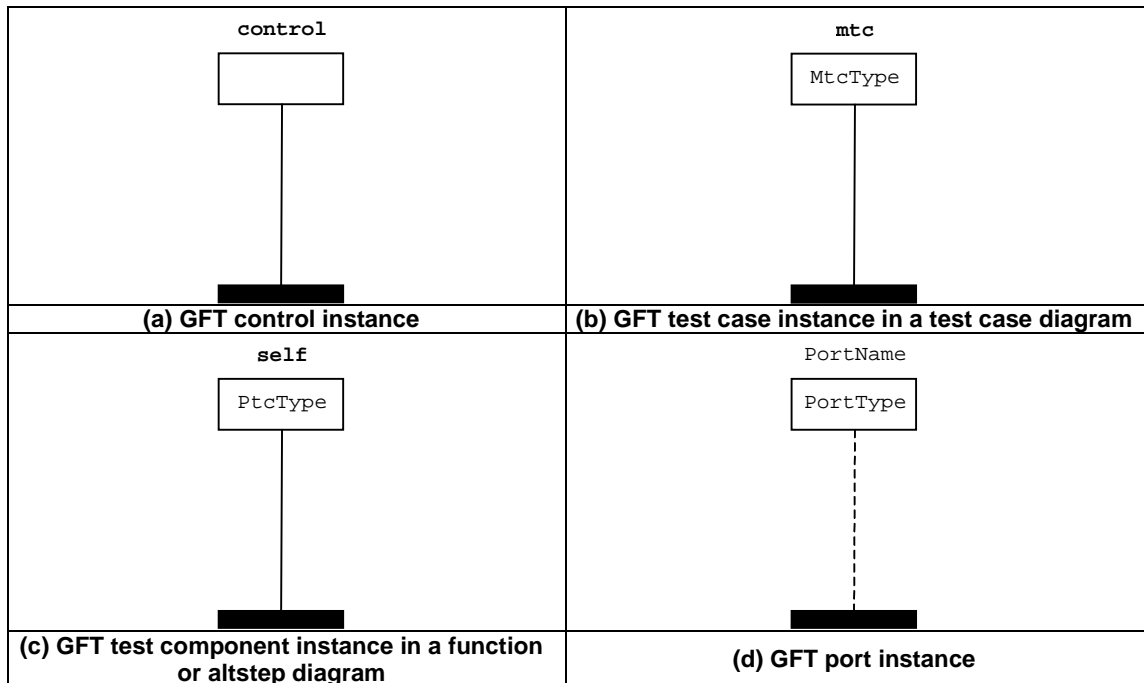 control
(a) GFT control instance
mtc
MtcType
(b) GFT test case instance in a test case diagram
self
PtcType
(c) GFT test component instance in a function
or altstep diagram
PortName
PortType
(d) GFT port instance